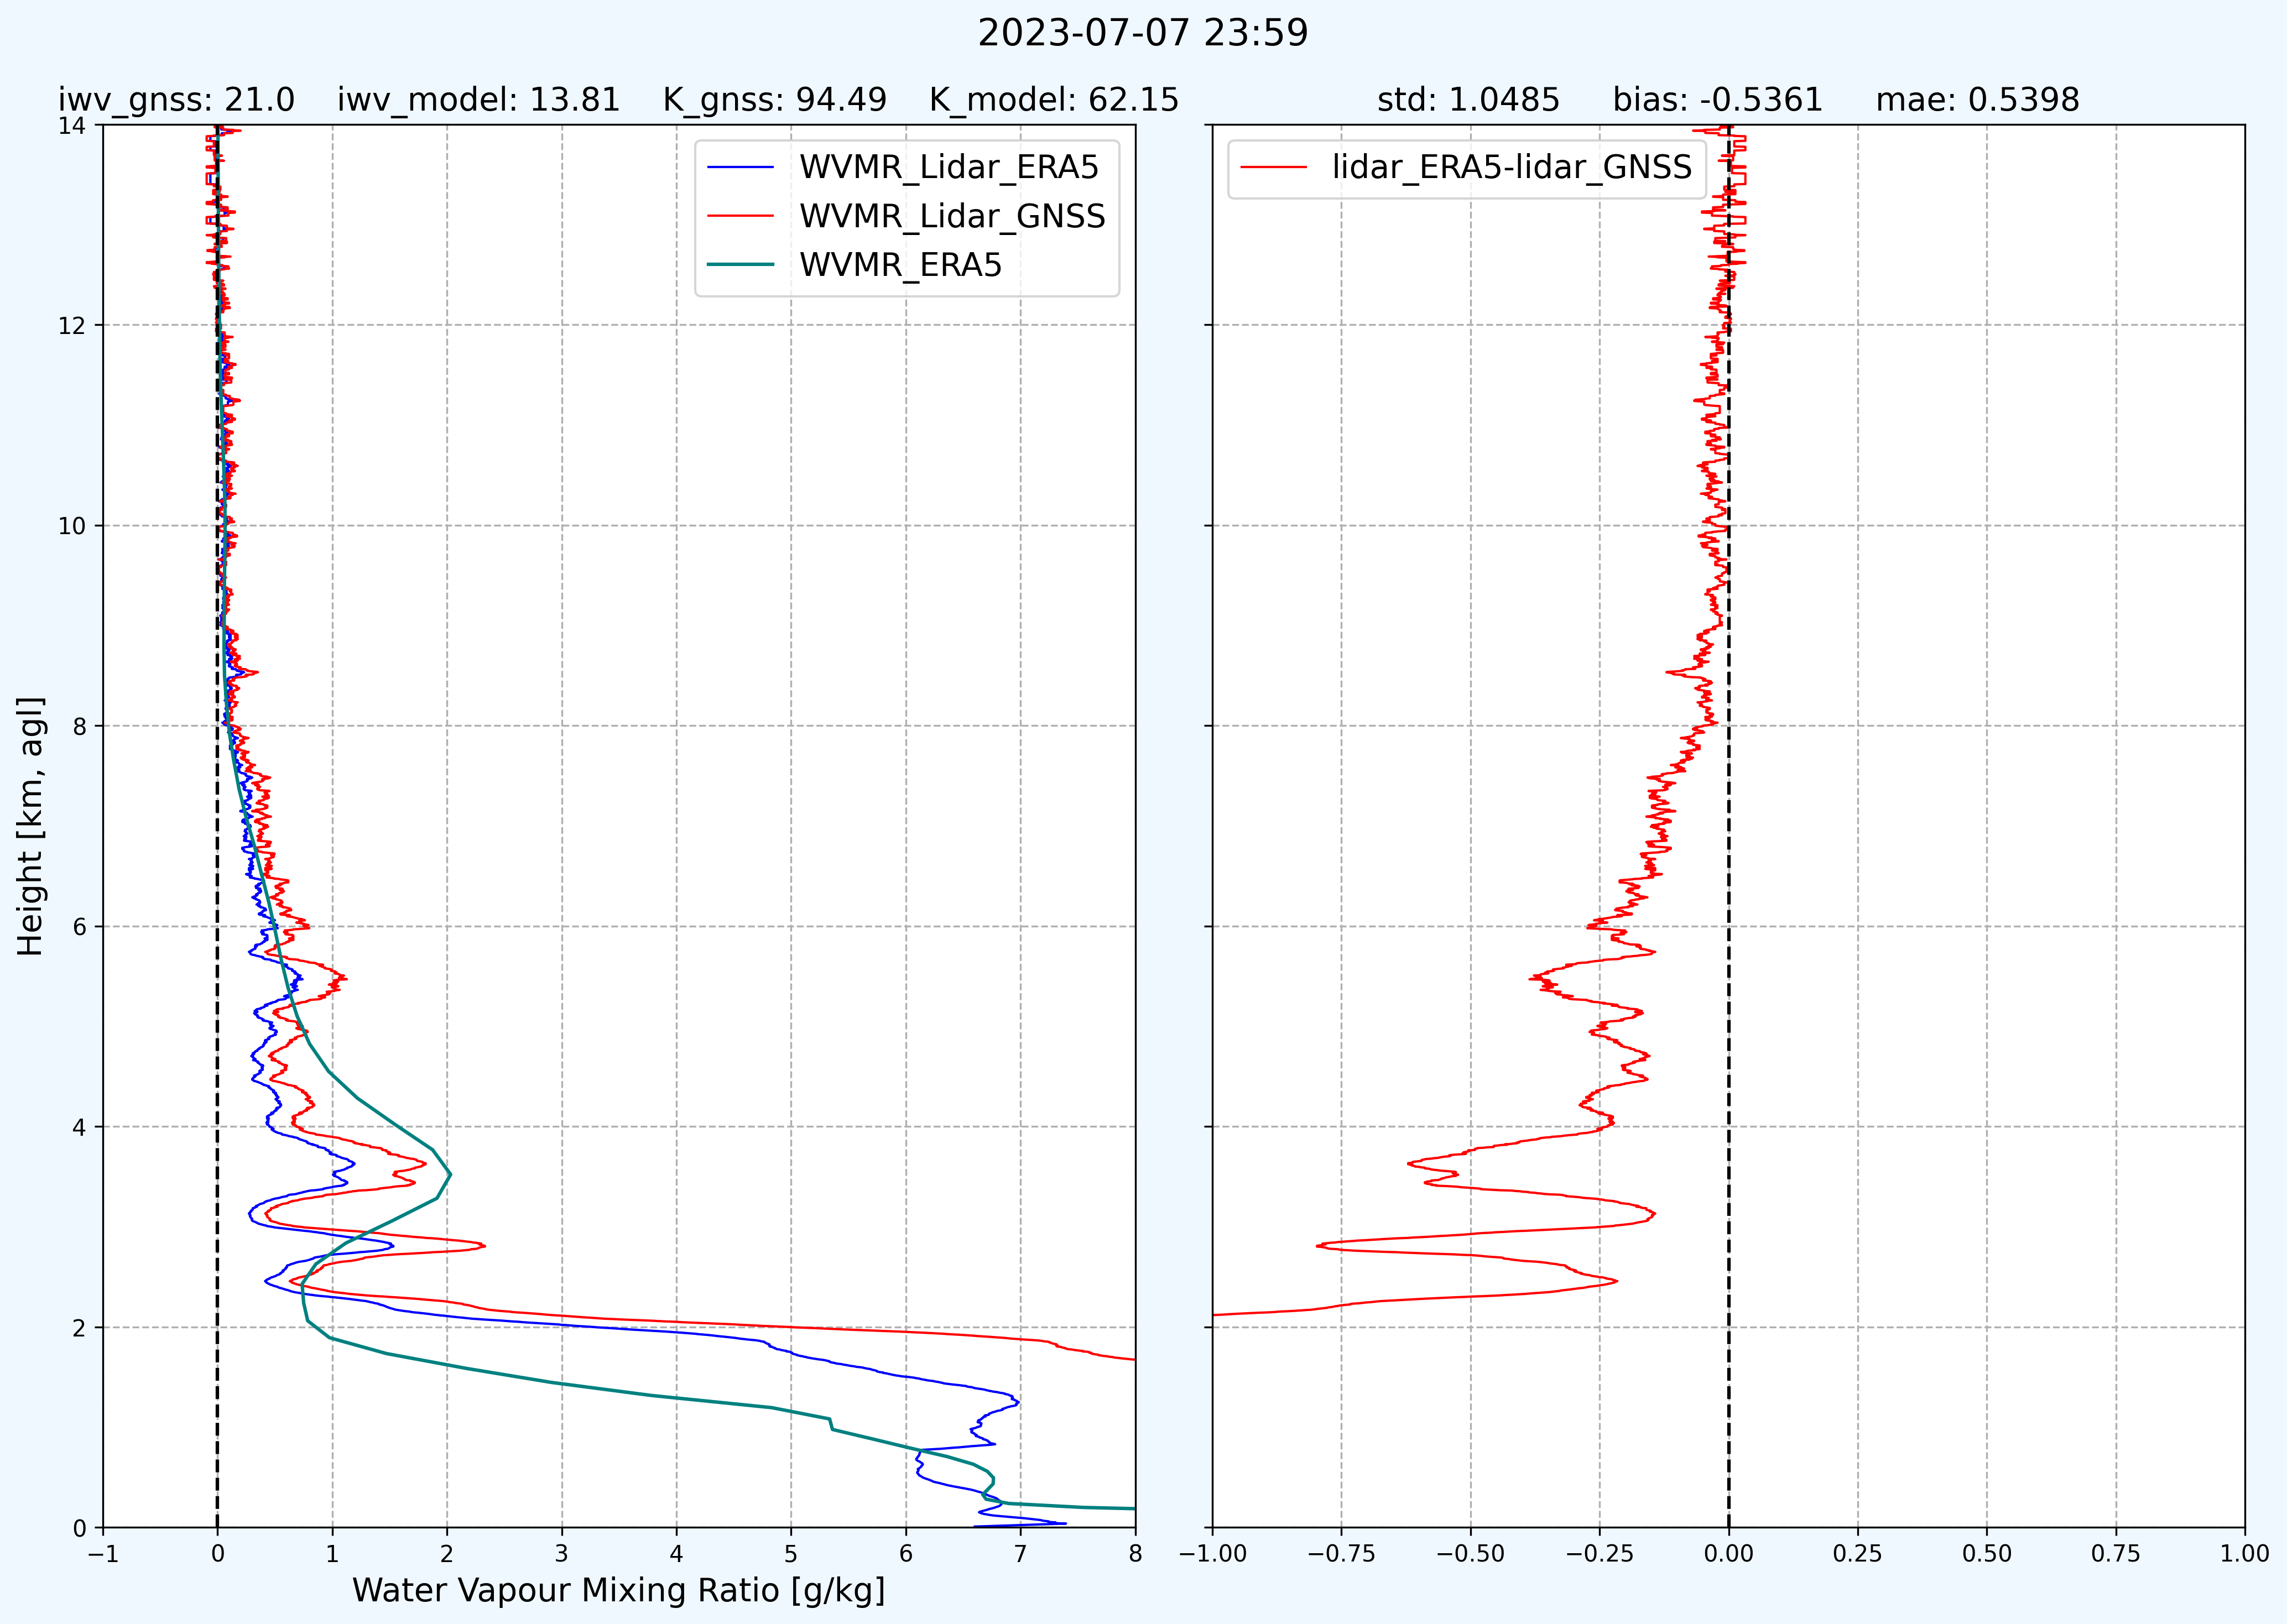 2023-07-07 23:59
iwv_gnss: 21.0 iwv_model: 13.81 K_gnss: 94.49 K_model: 62.15
std: 1.0485 bias: -0.5361 mae: 0.5398
WVMR_Lidar_ERA5
WVMR_Lidar_GNSS
WVMR_ERA5
lidar_ERA5-lidar_GNSS
14
12
10
8
6
4
2
0
Height [km, agl]
−1 0 1 2 3 4 5 6 7 8
Water Vapour Mixing Ratio [g/kg]
−1.00 −0.75 −0.50 −0.25 0.00 0.25 0.50 0.75 1.00